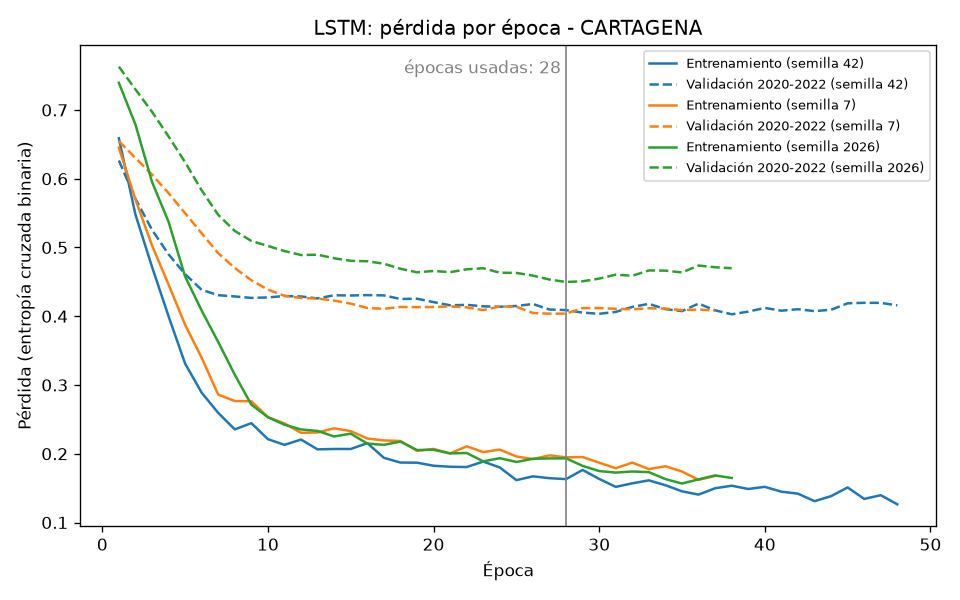 LSTM: pérdida por época - CARTAGENA
épocas usadas: 28
Entrenamiento (semilla 42)
Validación 2020-2022 (semilla 42)
Entrenamiento (semilla 7)
Validación 2020-2022 (semilla 7)
Entrenamiento (semilla 2026)
Validación 2020-2022 (semilla 2026)
Pérdida (entropía cruzada binaria)
0.7
0.6
0.5
0.4
0.3
0.2
0.1
0 10 20 30 40 50
Época